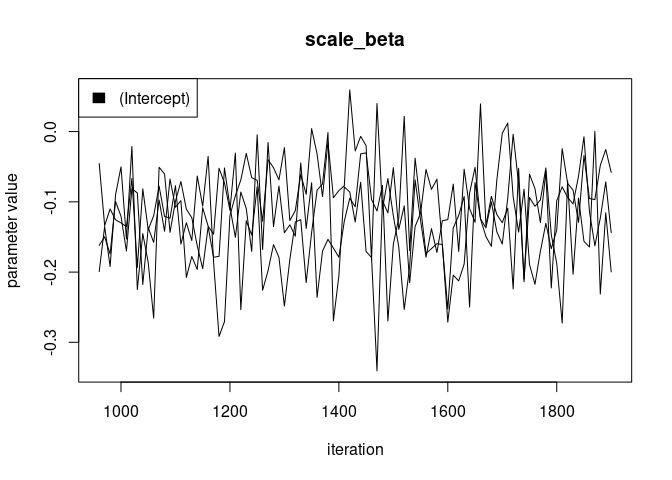 scale_beta
(Intercept)
parameter value
0.0
-0.1
-0.2
-0.3
1000 1200 1400 1600 1800
iteration